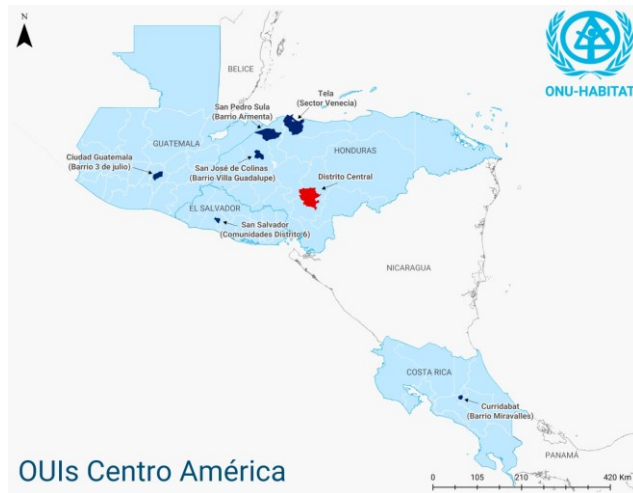 N
ONU-HABITAT
BELICE
Tela
(Sector Venecia)
San Pedro Sula
(Barrio Armenta)
GUATEMALA
HONDURAS
Ciudad Guatemala
(Barrio 3 de julio)
San José de Colinas
(Barrio Villa Guadalupe)
Distrito Central
EL SALVADOR
San Salvador
(Comunidades Distrito 6)
NICARAGUA
COSTA RICA
Curridabat
(Barrio Miravalles)
PANAMÁ
OUIs Centro América
0 105 210 420 Km